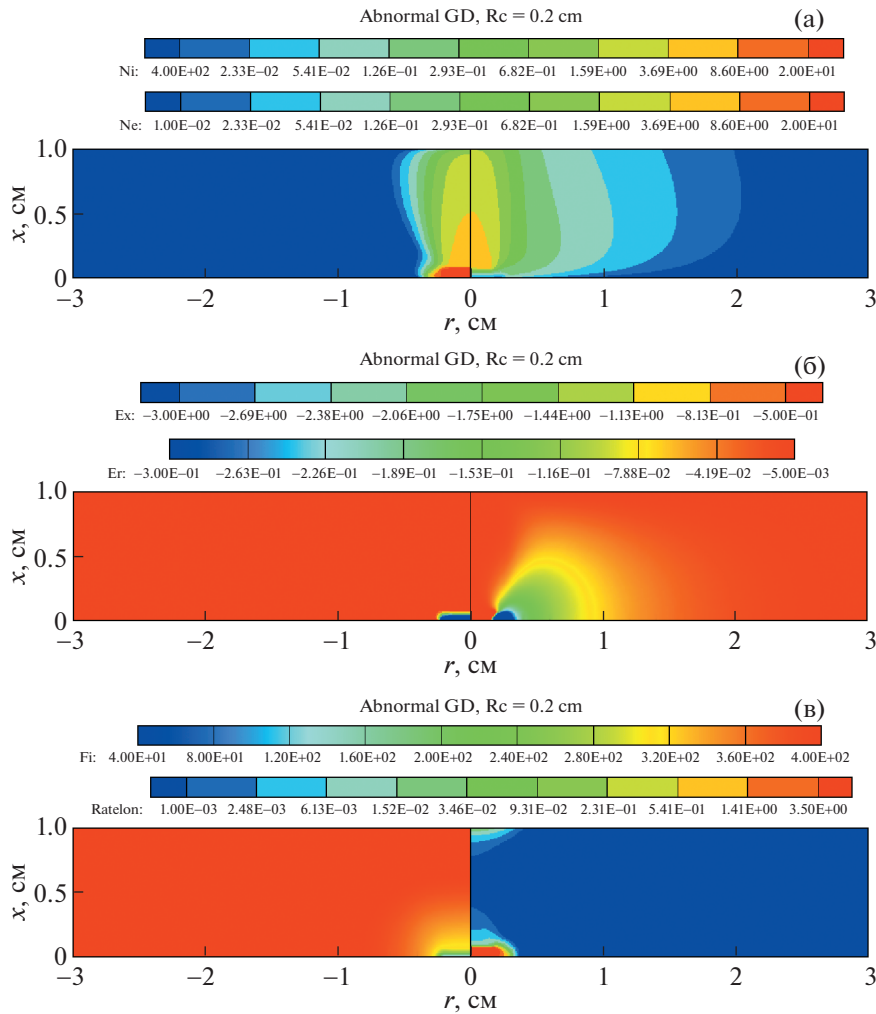 Abnormal GD, Rc = 0.2 cm (а)
Ni: 4.00E+02 2.33E−02 5.41E−02 1.26E−01 2.93E−01 6.82E−01 1.59E+00 3.69E+00 8.60E+00 2.00E+01
Ne: 1.00E−02 2.33E−02 5.41E−02 1.26E−01 2.93E−01 6.82E−01 1.59E+00 3.69E+00 8.60E+00 2.00E+01
1.0
x, см
0.5
0
−3 −2 −1 0 1 2 3
r, см
Abnormal GD, Rc = 0.2 cm (б)
Ex: −3.00E+00 −2.69E+00 −2.38E+00 −2.06E+00 −1.75E+00 −1.44E+00 −1.13E+00 −8.13E−01 −5.00E−01
Er: −3.00E−01 −2.63E−01 −2.26E−01 −1.89E−01 −1.53E−01 −1.16E−01 −7.88E−02 −4.19E−02 −5.00E−03
1.0
x, см
0.5
0
−3 −2 −1 0 1 2 3
r, см
Abnormal GD, Rc = 0.2 cm (в)
Fi: 4.00E+01 8.00E+01 1.20E+02 1.60E+02 2.00E+02 2.40E+02 2.80E+02 3.20E+02 3.60E+02 4.00E+02
Ratelon: 1.00E−03 2.48E−03 6.13E−03 1.52E−02 3.46E−02 9.31E−02 2.31E−01 5.41E−01 1.41E+00 3.50E+00
1.0
x, см
0.5
0
−3 −2 −1 0 1 2 3
r, см